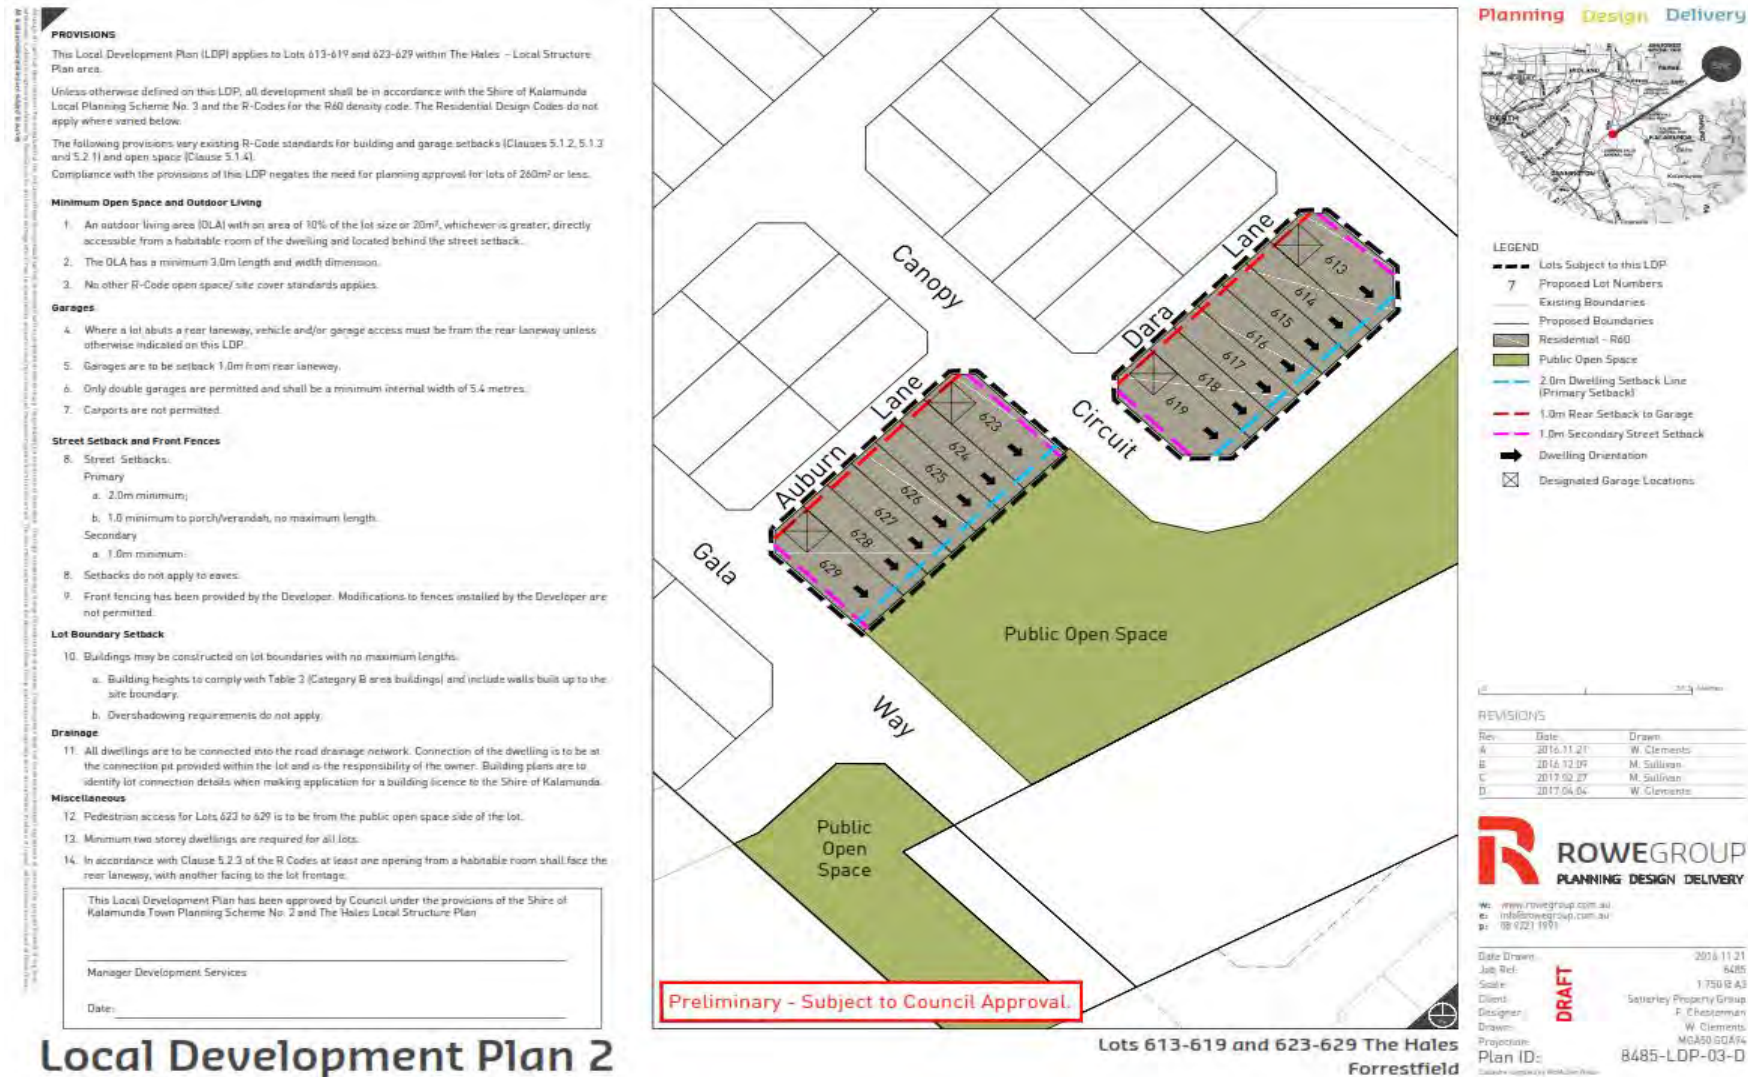 PROVISIONS
This Local Development Plan (LDP) applies to Lots 613-619 and 623-629 within The Hales - Local Structure
Plan area.
Unless otherwise defined on this LDP, all development shall be in accordance with the Shire of Kalamunda
Local Planning Scheme No. 3 and the R-Codes for the R60 density code. The Residential Design Codes do not
apply where varied below.
The following provisions vary existing R-Code standards for building and garage setbacks (Clauses 5.1.2, 5.1.3
and 5.2.1) and open space (Clause 5.1.4).
Compliance with the provisions of this LDP negates the need for planning approval for lots of 260m² or less.
Minimum Open Space and Outdoor Living
1. An outdoor living area (OLA) with an area of 10% of the lot size or 20m², whichever is greater, directly
accessible from a habitable room of the dwelling and located behind the street setback.
2. The OLA has a minimum 3.0m length and width dimension.
3. No other R-Code open space/ site cover standards applies.
Garages
4. Where a lot abuts a rear laneway, vehicle and/or garage access must be from the rear laneway unless
otherwise indicated on this LDP.
5. Garages are to be setback 1.0m from rear laneway.
6. Only double garages are permitted and shall be a minimum internal width of 5.4 metres.
7. Carports are not permitted.
Street Setback and Front Fences
8. Street Setbacks:
Primary
a. 2.0m minimum;
b. 1.0 minimum to porch/verandah, no maximum length.
Secondary
a. 1.0m minimum.
8. Setbacks do not apply to eaves.
9. Front fencing has been provided by the Developer. Modifications to fences installed by the Developer are
not permitted.
Lot Boundary Setback
10. Buildings may be constructed on lot boundaries with no maximum lengths.
a. Building heights to comply with Table 3 (Category B area buildings) and include walls built up to the
site boundary.
b. Overshadowing requirements do not apply.
Drainage
11. All dwellings are to be connected into the road drainage network. Connection of the dwelling is to be at
the connection pit provided within the lot and is the responsibility of the owner. Building plans are to
identify lot connection details when making application for a building licence to the Shire of Kalamunda.
Miscellaneous
12. Pedestrian access for Lots 623 to 629 is to be from the public open space side of the lot.
13. Minimum two storey dwellings are required for all lots.
14. In accordance with Clause 5.2.3 of the R Codes at least one opening from a habitable room shall face the
rear laneway, with another facing to the lot frontage.
This Local Development Plan has been approved by Council under the provisions of the Shire of
Kalamunda Town Planning Scheme No. 2 and The Hales Local Structure Plan
Manager Development Services
Date:
Local Development Plan 2
Canopy
Circuit
Dara Lane
613
614
615
616
617
618
619
Auburn Lane
623
624
625
626
627
628
629
Gala
Way
Public Open Space
Public
Open
Space
Preliminary - Subject to Council Approval.
Lots 613-619 and 623-629 The Hales
Forrestfield
Planning Design Delivery
PERTH
MIDLAND
LEGEND
Lots Subject to this LDP
7 Proposed Lot Numbers
Existing Boundaries
Proposed Boundaries
Residential - R60
Public Open Space
2.0m Dwelling Setback Line
(Primary Setback)
1.0m Rear Setback to Garage
1.0m Secondary Street Setback
Dwelling Orientation
Designated Garage Locations
REVISIONS
Rev Date Drawn
A 2016.11.21 W. Clements
B 2016.12.09 M. Sullivan
C 2017.02.27 M. Sullivan
D 2017.04.04 W. Clements
ROWEGROUP
PLANNING DESIGN DELIVERY
w: www.rowegroup.com.au
e: info@rowegroup.com.au
p: 08 9221 1991
DRAFT
Date Drawn: 2016.11.21
Job Ref: 8485
Scale: 1:750 @ A3
Client: Satterley Property Group
Designer: F. Chesterman
Drawn: W. Clements
Projection: MGA50 GDA94
Plan ID: 8485-LDP-03-D